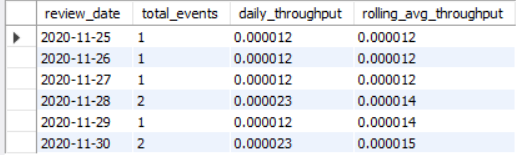 review_date total_events daily_throughput rolling_avg_throughput
2020-11-25 1 0.000012 0.000012
2020-11-26 1 0.000012 0.000012
2020-11-27 1 0.000012 0.000012
2020-11-28 2 0.000023 0.000014
2020-11-29 1 0.000012 0.000014
2020-11-30 2 0.000023 0.000015